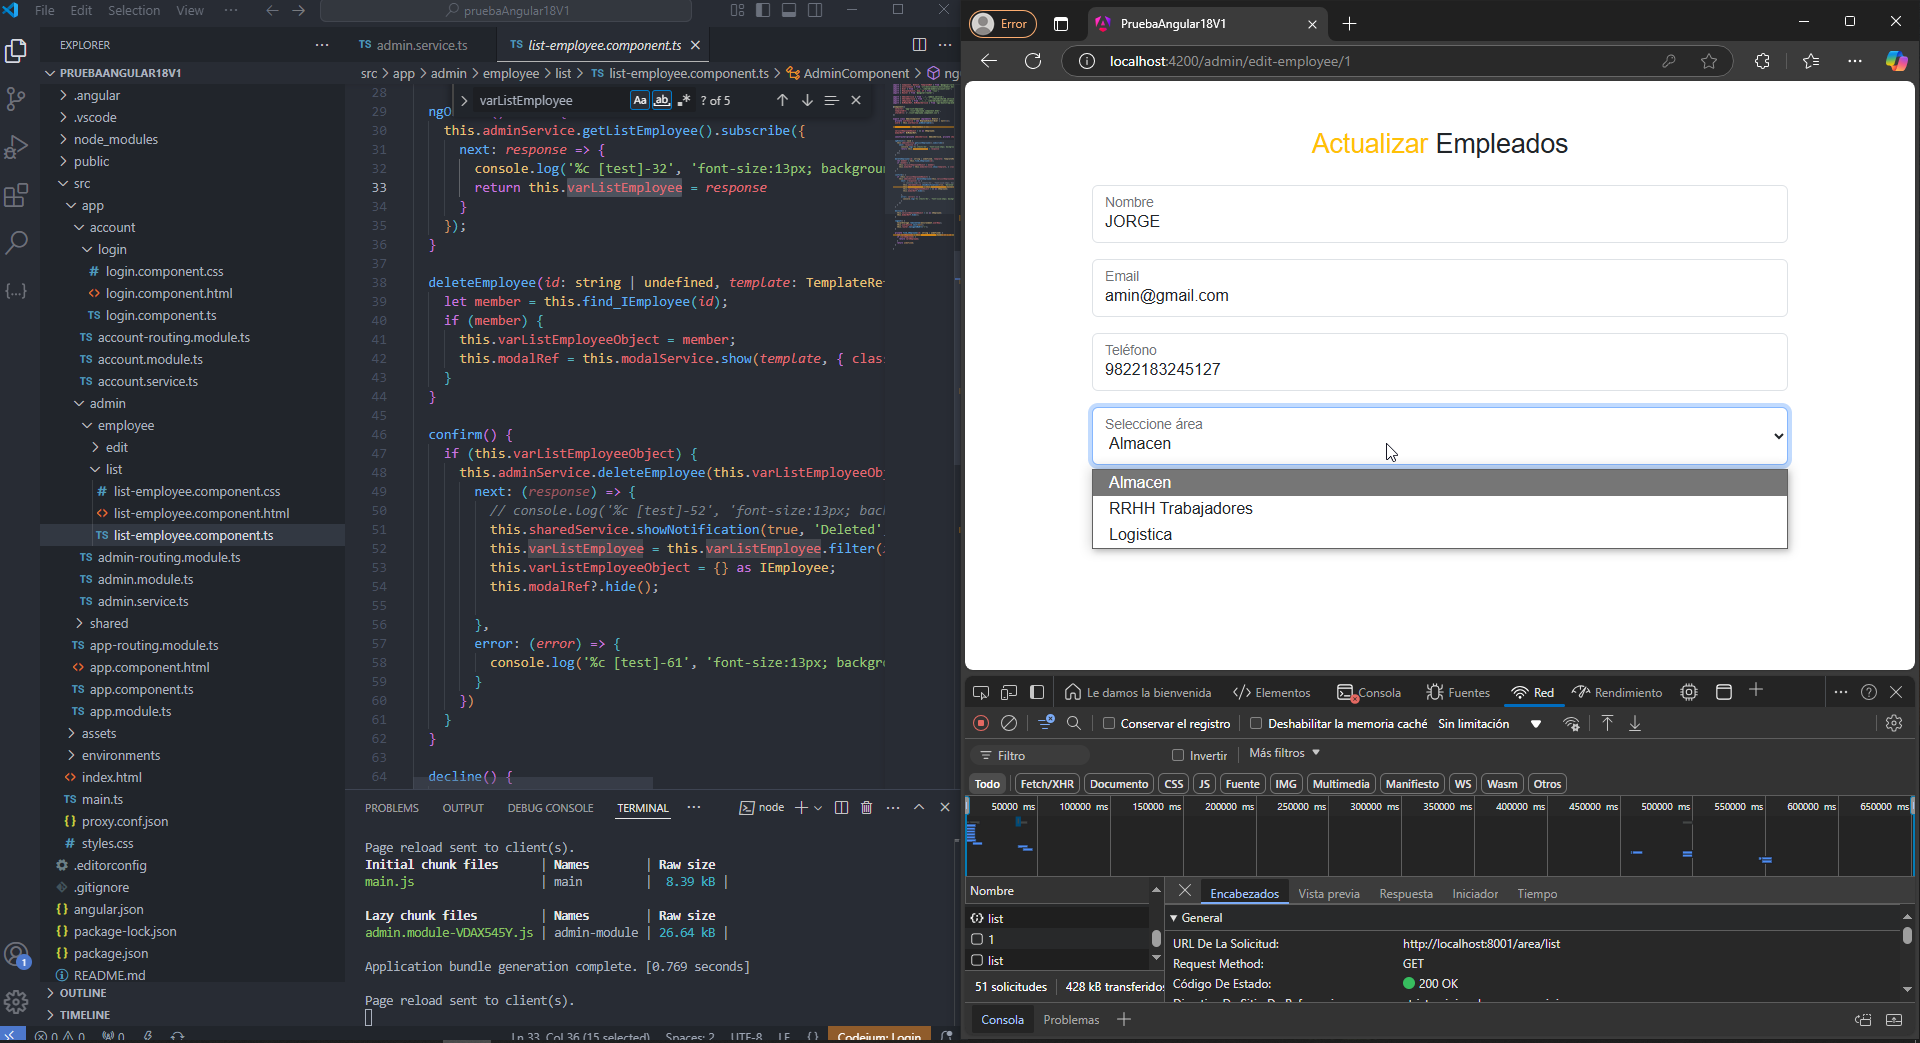 File Edit Selection View ··· pruebaAngular18V1
EXPLORER
PRUEBAANGULAR18V1
.angular
.vscode
node_modules
public
src
app
account
login
login.component.css
login.component.html
login.component.ts
account-routing.module.ts
account.module.ts
account.service.ts
admin
employee
edit
list
list-employee.component.css
list-employee.component.html
list-employee.component.ts
admin-routing.module.ts
admin.module.ts
admin.service.ts
shared
app-routing.module.ts
app.component.html
app.component.ts
app.module.ts
assets
environments
index.html
main.ts
proxy.conf.json
styles.css
.editorconfig
.gitignore
angular.json
package-lock.json
package.json
README.md
OUTLINE
TIMELINE
TS admin.service.ts TS list-employee.component.ts
src > app > admin > employee > list > TS list-employee.component.ts > AdminComponent > ng
varListEmployee Aa ab ? of 5
28
29 ngO {
30 this.adminService.getListEmployee().subscribe({
31 next: response => {
32 console.log('%c [test]-32', 'font-size:13px; backgroun
33 return this.varListEmployee = response
34 }
35 });
36 }
37
38 deleteEmployee(id: string | undefined, template: TemplateRe
39 let member = this.find_IEmployee(id);
40 if (member) {
41 this.varListEmployeeObject = member;
42 this.modalRef = this.modalService.show(template, { clas
43 }
44 }
45
46 confirm() {
47 if (this.varListEmployeeObject) {
48 this.adminService.deleteEmployee(this.varListEmployeeOb
49 next: (response) => {
50 // console.log('%c [test]-52', 'font-size:13px; bac
51 this.sharedService.showNotification(true, 'Deleted'
52 this.varListEmployee = this.varListEmployee.filter(
53 this.varListEmployeeObject = {} as IEmployee;
54 this.modalRef?.hide();
55
56 },
57 error: (error) => {
58 console.log('%c [test]-61', 'font-size:13px; backgr
59 }
60 })
61 }
62 }
63
64 decline() {
PROBLEMS OUTPUT DEBUG CONSOLE TERMINAL ··· node
Page reload sent to client(s).
Initial chunk files | Names | Raw size
main.js | main | 8.39 kB |
Lazy chunk files | Names | Raw size
admin.module-VDAX545Y.js | admin-module | 26.64 kB |
Application bundle generation complete. [0.769 seconds]
Page reload sent to client(s).
0 0 0 Ln 33, Col 36 (15 selected) Spaces: 2 UTF-8 LF {} Codeium: Login
Error PruebaAngular18V1
localhost:4200/admin/edit-employee/1
Actualizar Empleados
Nombre
JORGE
Email
amin@gmail.com
Teléfono
9822183245127
Seleccione área
Almacen
Almacen
RRHH Trabajadores
Logistica
Le damos la bienvenida Elementos Consola Fuentes Red Rendimiento
Conservar el registro Deshabilitar la memoria caché Sin limitación
Filtro Invertir Más filtros
Todo Fetch/XHR Documento CSS JS Fuente IMG Multimedia Manifiesto WS Wasm Otros
50000 ms 100000 ms 150000 ms 200000 ms 250000 ms 300000 ms 350000 ms 400000 ms 450000 ms 500000 ms 550000 ms 600000 ms 650000 ms
Nombre Encabezados Vista previa Respuesta Iniciador Tiempo
list
1
list
General
URL De La Solicitud: http://localhost:8001/area/list
Request Method: GET
Código De Estado: 200 OK
51 solicitudes 428 kB transferido
Consola Problemas